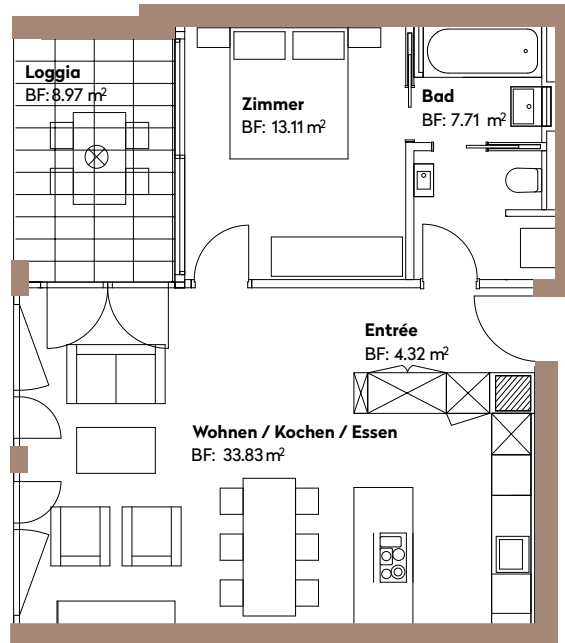 Loggia
BF: 8.97 m²
Zimmer
BF: 13.11 m²
Bad
BF: 7.71 m²
Entrée
BF: 4.32 m²
Wohnen / Kochen / Essen
BF: 33.83 m²